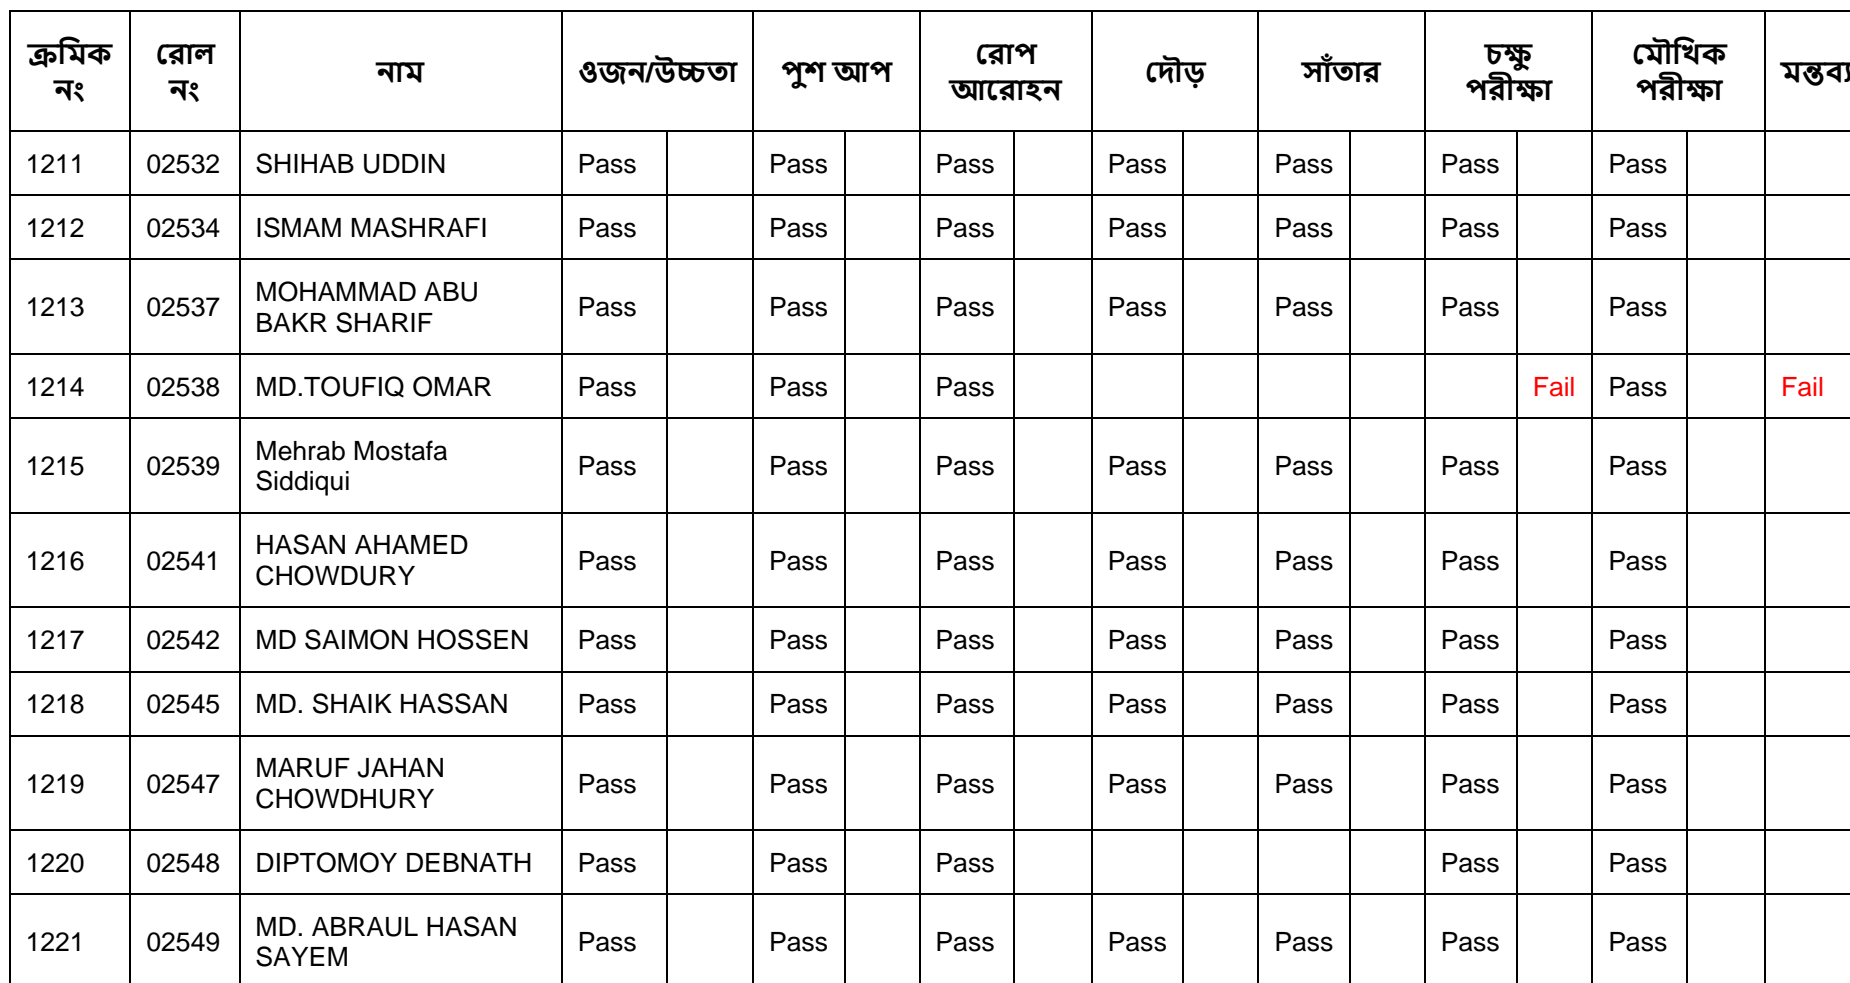 ক্রমিক নং রোল নং নাম ওজন/উচ্চতা পুশ আপ রোপ আরোহন দৌড় সাঁতার চক্ষু পরীক্ষা মৌখিক পরীক্ষা মন্তব্য
1211 02532 SHIHAB UDDIN Pass Pass Pass Pass Pass Pass Pass
1212 02534 ISMAM MASHRAFI Pass Pass Pass Pass Pass Pass Pass
1213 02537 MOHAMMAD ABU BAKR SHARIF Pass Pass Pass Pass Pass Pass Pass
1214 02538 MD.TOUFIQ OMAR Pass Pass Pass Fail Pass Fail
1215 02539 Mehrab Mostafa Siddiqui Pass Pass Pass Pass Pass Pass Pass
1216 02541 HASAN AHAMED CHOWDURY Pass Pass Pass Pass Pass Pass Pass
1217 02542 MD SAIMON HOSSEN Pass Pass Pass Pass Pass Pass Pass
1218 02545 MD. SHAIK HASSAN Pass Pass Pass Pass Pass Pass Pass
1219 02547 MARUF JAHAN CHOWDHURY Pass Pass Pass Pass Pass Pass Pass
1220 02548 DIPTOMOY DEBNATH Pass Pass Pass Pass Pass
1221 02549 MD. ABRAUL HASAN SAYEM Pass Pass Pass Pass Pass Pass Pass